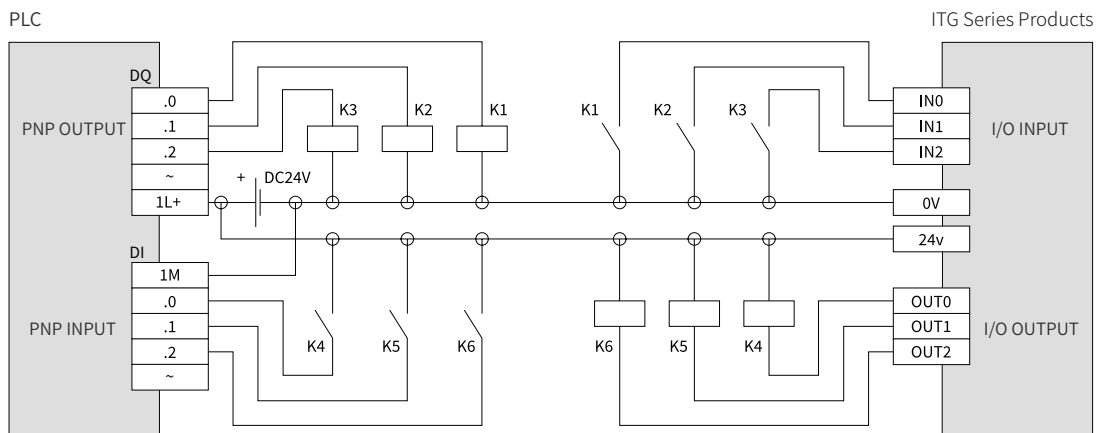 PLC
ITG Series Products
DQ
.0
.1
.2
~
1L+
PNP OUTPUT
K3
K2
K1
+
DC24V
K1
K2
K3
IN0
IN1
IN2
I/O INPUT
0V
24v
DI
1M
.0
.1
.2
~
PNP INPUT
K4
K5
K6
K6
K5
K4
OUT0
OUT1
OUT2
I/O OUTPUT